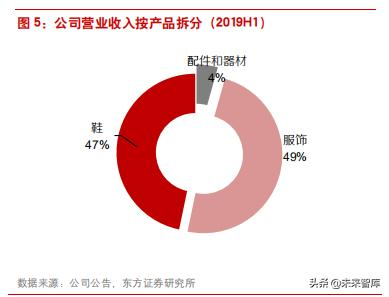 图 5：公司营业收入按产品拆分（2019H1）
配件和器材
4%
鞋
47%
服饰
49%
数据来源：公司公告，东方证券研究所
头条 @未来智库